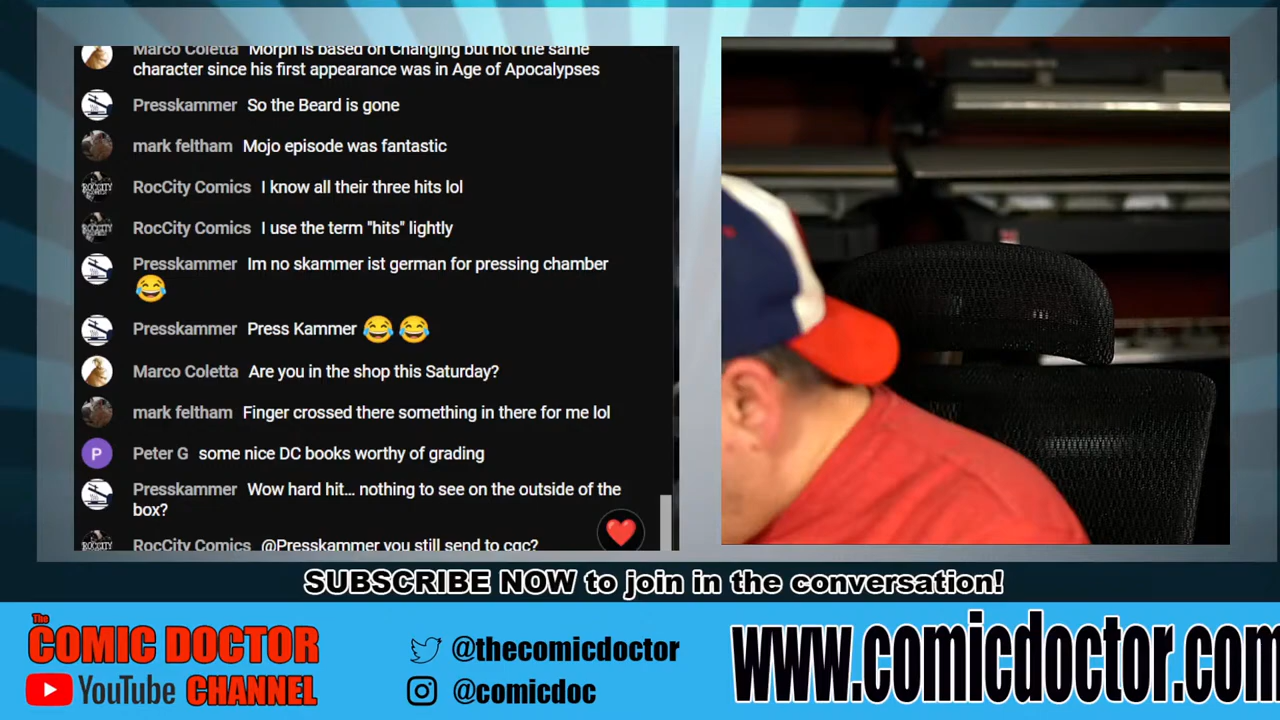 Marco Coletta Morph is based on Changing but not the same
character since his first appearance was in Age of Apocalypses
Presskammer So the Beard is gone
mark feltham Mojo episode was fantastic
RocCity Comics I know all their three hits lol
RocCity Comics I use the term "hits" lightly
Presskammer Im no skammer ist german for pressing chamber
😂
Presskammer Press Kammer 😂 😂
Marco Coletta Are you in the shop this Saturday?
mark feltham Finger crossed there something in there for me lol
P
Peter G some nice DC books worthy of grading
Presskammer Wow hard hit... nothing to see on the outside of the
box?
RocCity Comics @Presskammer you still send to cgc?
SUBSCRIBE NOW to join in the conversation!
The
COMIC DOCTOR
YouTube CHANNEL
@thecomicdoctor
@comicdoc
www.comicdoctor.com